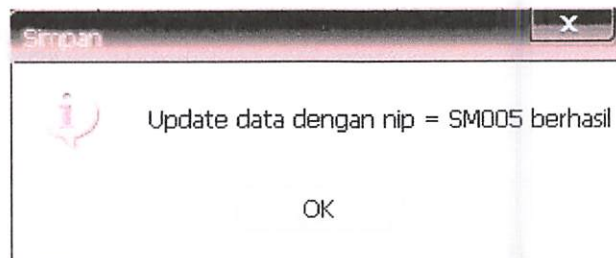 Simpan
X
Update data dengan nip = SM005 berhasil
OK